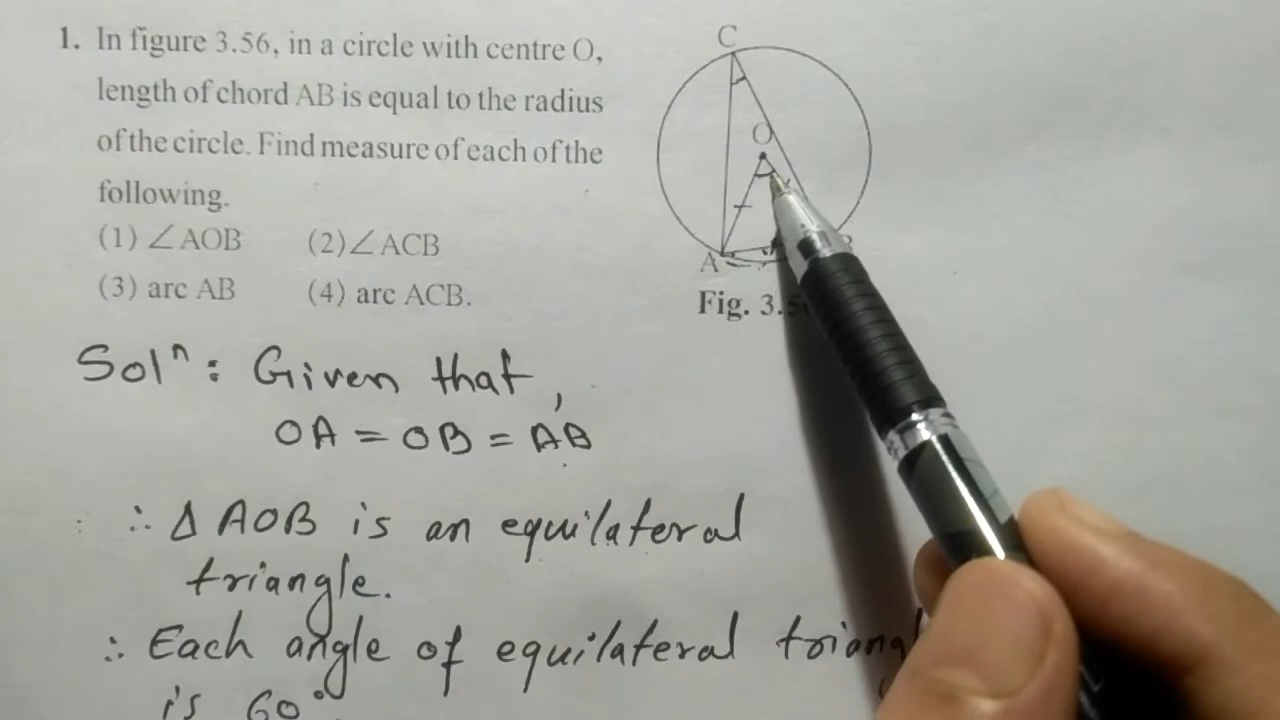 1. In figure 3.56, in a circle with centre O,
length of chord AB is equal to the radius
of the circle. Find measure of each of the
following.
(1) ∠AOB (2) ∠ACB
(3) arc AB (4) arc ACB.
C
O
A
Fig. 3.
Solⁿ : Given that,
OA = OB = AB
∴ Δ AOB is an equilateral
triangle.
∴ Each angle of equilateral
is 60°